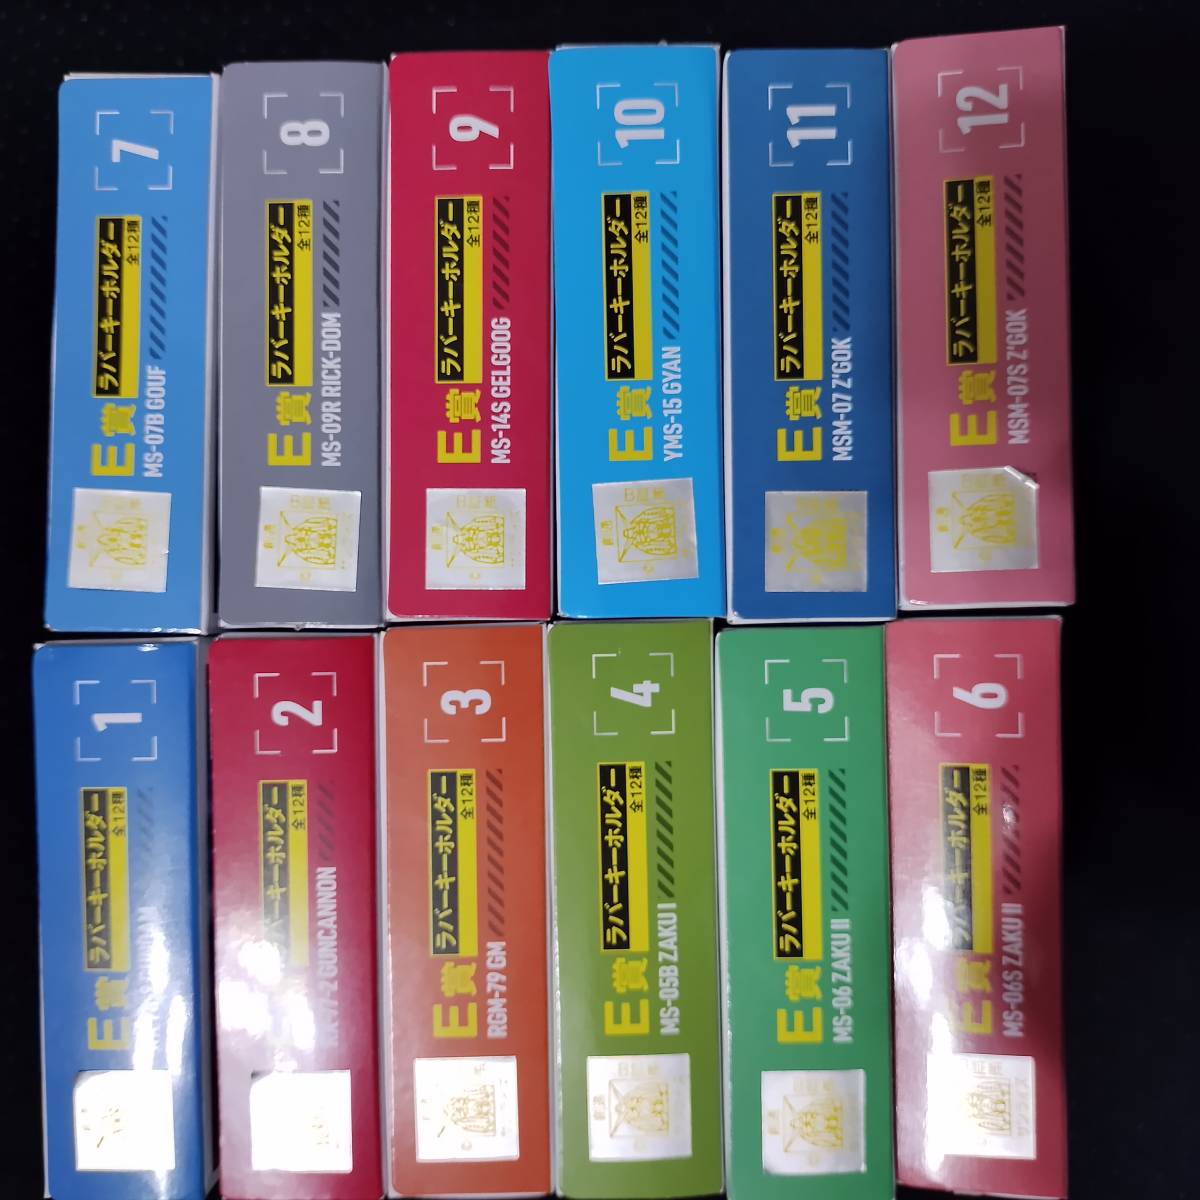 [7]
E賞 ラバーキーホルダー
全12種
MS-07B GOUF
[8]
E賞 ラバーキーホルダー
全12種
MS-09R RICK-DOM
[9]
E賞 ラバーキーホルダー
全12種
MS-14S GELGOOG
[10]
E賞 ラバーキーホルダー
全12種
YMS-15 GYAN
[11]
E賞 ラバーキーホルダー
全12種
MSM-07 Z'GOK
[12]
E賞 ラバーキーホルダー
全12種
MSM-07S Z'GOK
[1]
E賞 ラバーキーホルダー
全12種
[2]
ラバーキーホルダー
全12種
GUNCANNON
[3]
E賞 ラバーキーホルダー
全12種
RGM-79 GM
[4]
E賞 ラバーキーホルダー
全12種
MS-05B ZAKU I
[5]
E賞 ラバーキーホルダー
全12種
MS-06 ZAKU II
[6]
E賞 ラバーキーホルダー
全12種
MS-06S ZAKU II